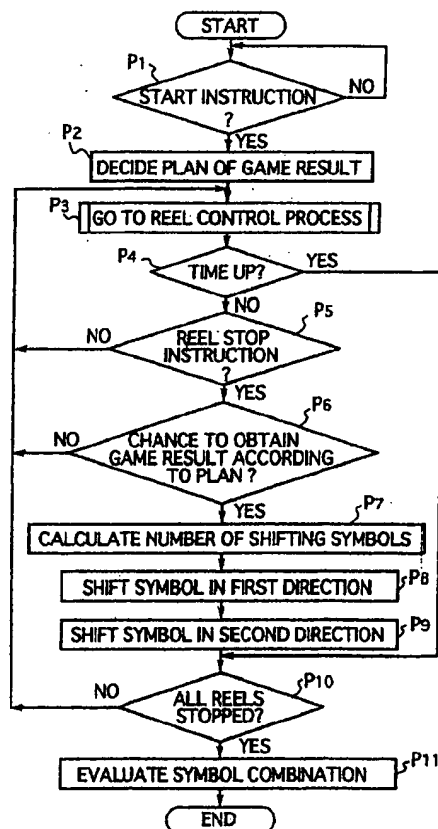 START
P1
START INSTRUCTION
?
NO
YES
P2
DECIDE PLAN OF GAME RESULT
P3
GO TO REEL CONTROL PROCESS
P4
TIME UP?
YES
NO
P5
REEL STOP
INSTRUCTION
?
NO
YES
P6
CHANCE TO OBTAIN
GAME RESULT ACCORDING
TO PLAN ?
NO
YES
P7
CALCULATE NUMBER OF SHIFTING SYMBOLS
SHIFT SYMBOL IN FIRST DIRECTION
P8
SHIFT SYMBOL IN SECOND DIRECTION
P9
P10
ALL REELS
STOPPED?
NO
YES
P11
EVALUATE SYMBOL COMBINATION
END